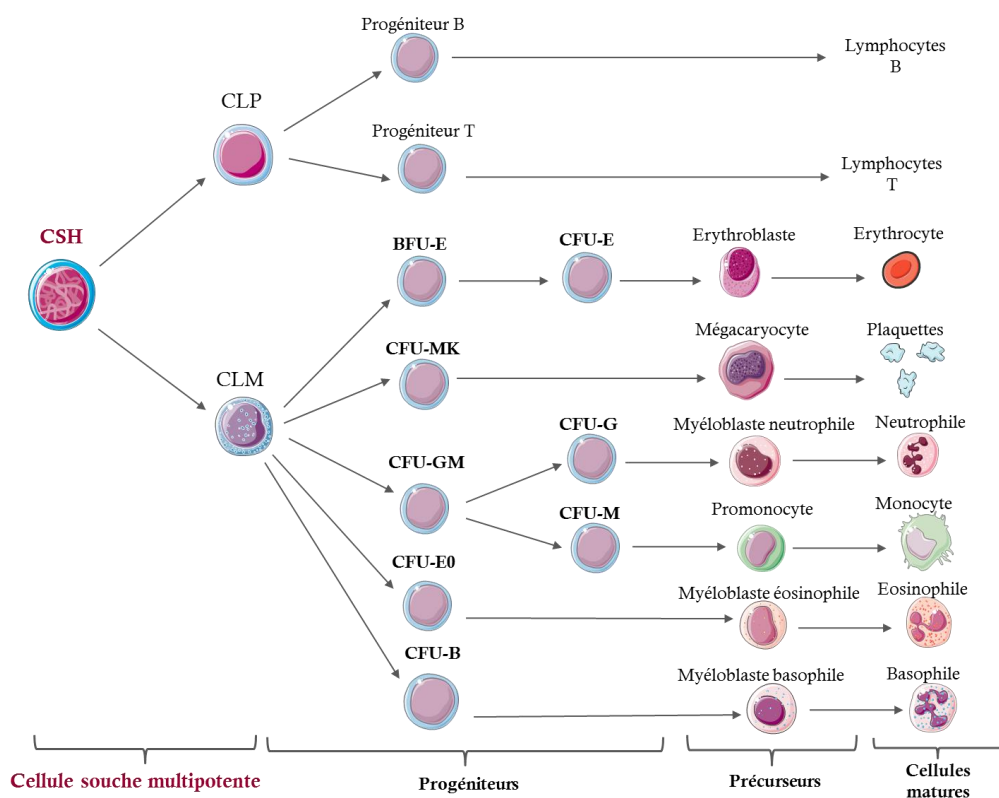 Progéniteur B
Lymphocytes
B
CLP
Progéniteur T
Lymphocytes
T
CSH
BFU-E
CFU-E
Erythroblaste
Erythrocyte
CFU-MK
Mégacaryocyte
Plaquettes
CLM
CFU-GM
CFU-G
Myéloblaste neutrophile
Neutrophile
CFU-M
Promonocyte
Monocyte
CFU-E0
Myéloblaste éosinophile
Eosinophile
CFU-B
Myéloblaste basophile
Basophile
Cellule souche multipotente
Progéniteurs
Précurseurs
Cellules
matures